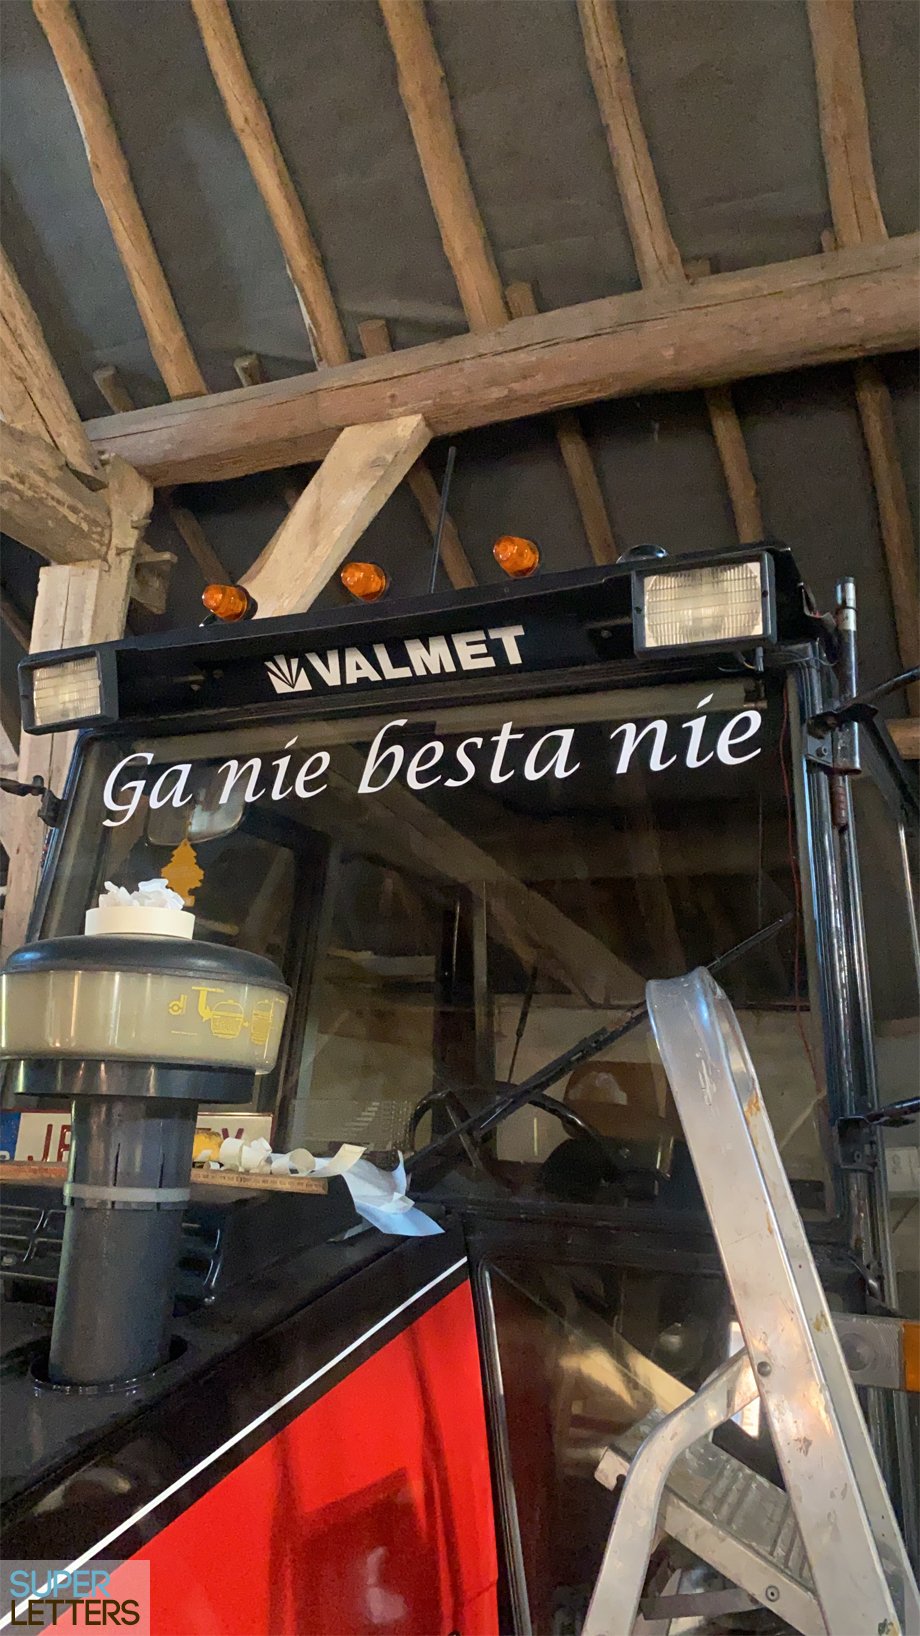 VALMET
Ga nie besta nie
SUPER
LETTERS